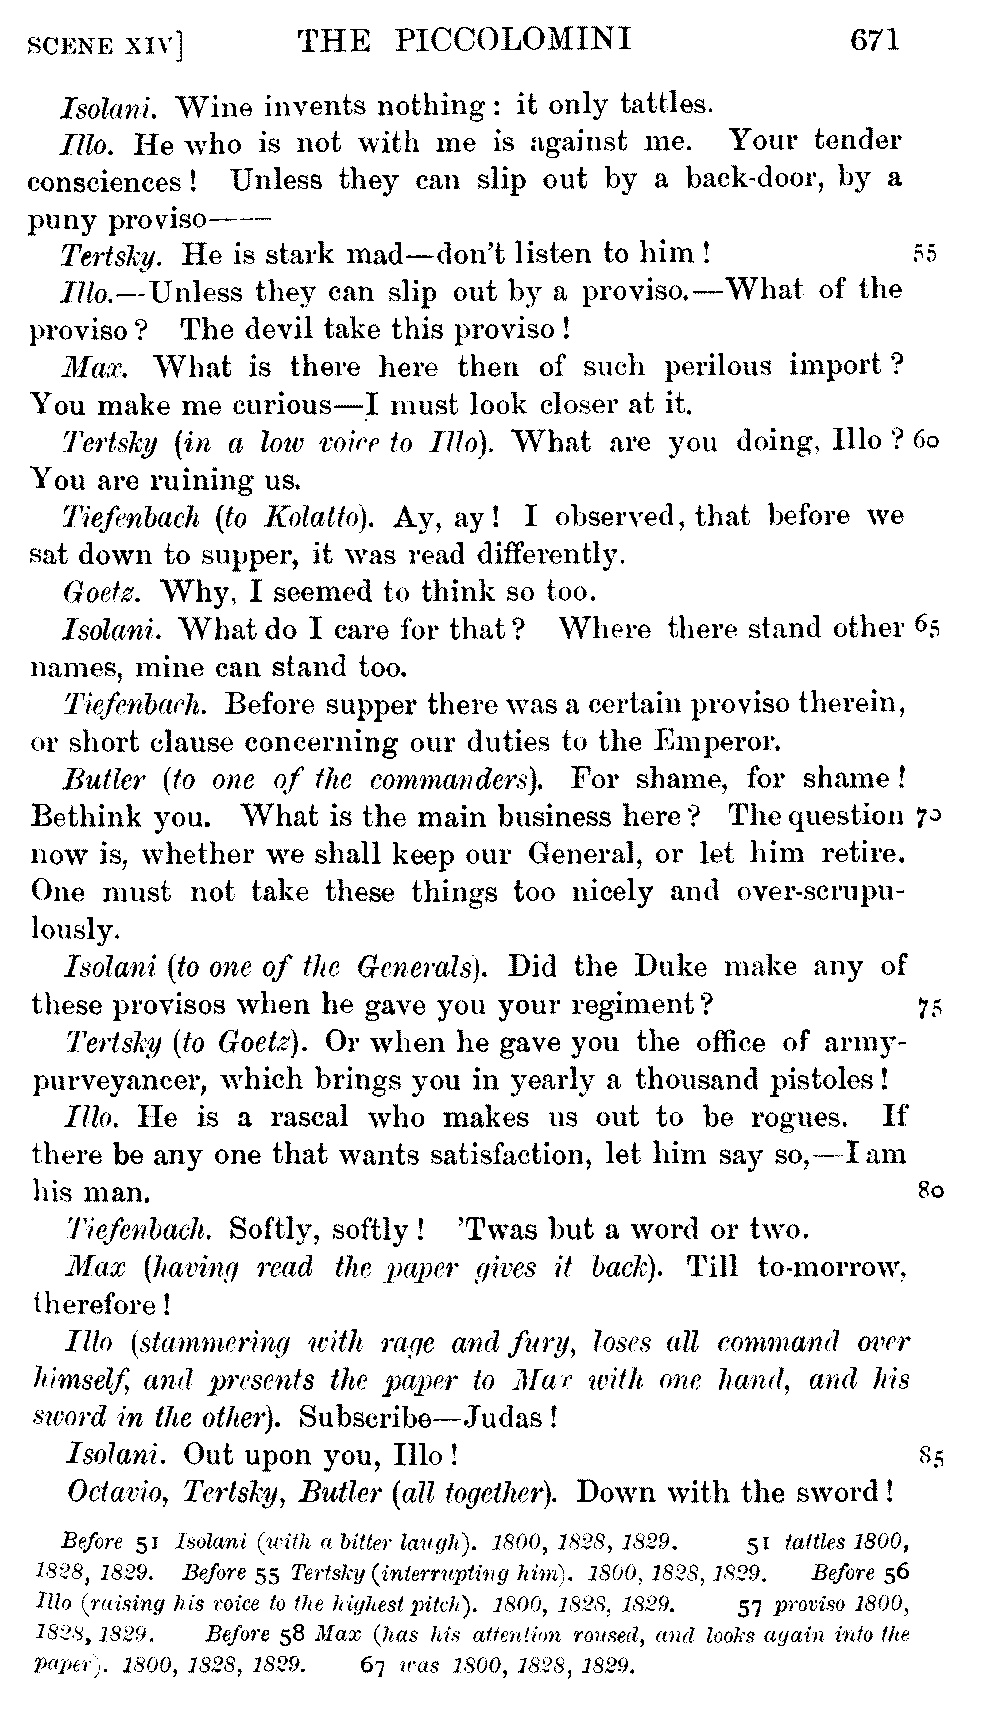 SCENE XIV] THE PICCOLOMINI 671
Isolani. Wine invents nothing: it only tattles.
Illo. He who is not with me is against me. Your tender
consciences! Unless they can slip out by a back-door, by a
puny proviso——
Tertsky. He is stark mad—don't listen to him! 55
Illo.—Unless they can slip out by a proviso.—What of the
proviso? The devil take this proviso!
Max. What is there here then of such perilous import?
You make me curious—I must look closer at it.
Tertsky (in a low voice to Illo). What are you doing, Illo? 60
You are ruining us.
Tiefenbach (to Kolatto). Ay, ay! I observed, that before we
sat down to supper, it was read differently.
Goetz. Why, I seemed to think so too.
Isolani. What do I care for that? Where there stand other 65
names, mine can stand too.
Tiefenbach. Before supper there was a certain proviso therein,
or short clause concerning our duties to the Emperor.
Butler (to one of the commanders). For shame, for shame!
Bethink you. What is the main business here? The question 70
now is, whether we shall keep our General, or let him retire.
One must not take these things too nicely and over-scrupu-
lously.
Isolani (to one of the Generals). Did the Duke make any of
these provisos when he gave you your regiment? 75
Tertsky (to Goetz). Or when he gave you the office of army-
purveyancer, which brings you in yearly a thousand pistoles!
Illo. He is a rascal who makes us out to be rogues. If
there be any one that wants satisfaction, let him say so,—I am
his man. 80
Tiefenbach. Softly, softly! 'Twas but a word or two.
Max (having read the paper gives it back). Till to-morrow,
therefore!
Illo (stammering with rage and fury, loses all command over
himself, and presents the paper to Max with one hand, and his
sword in the other). Subscribe—Judas!
Isolani. Out upon you, Illo! 85
Octavio, Tertsky, Butler (all together). Down with the sword!
Before 51 Isolani (with a bitter laugh). 1800, 1828, 1829. 51 tattles 1800,
1828, 1829. Before 55 Tertsky (interrupting him). 1800, 1828, 1829. Before 56
Illo (raising his voice to the highest pitch). 1800, 1828, 1829. 57 proviso 1800,
1828, 1829. Before 58 Max (has his attention roused, and looks again into the
paper). 1800, 1828, 1829. 67 was 1800, 1828, 1829.